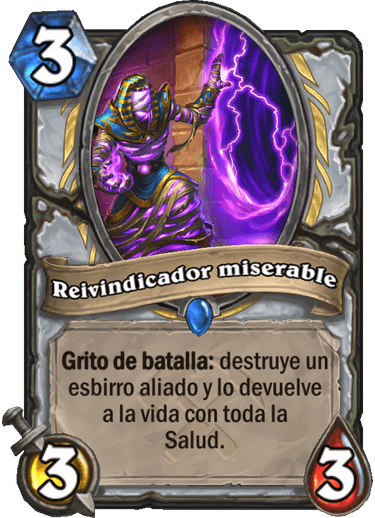 3
Reivindicador miserable
Grito de batalla: destruye un
esbirro aliado y lo devuelve
a la vida con toda la
Salud.
3
3